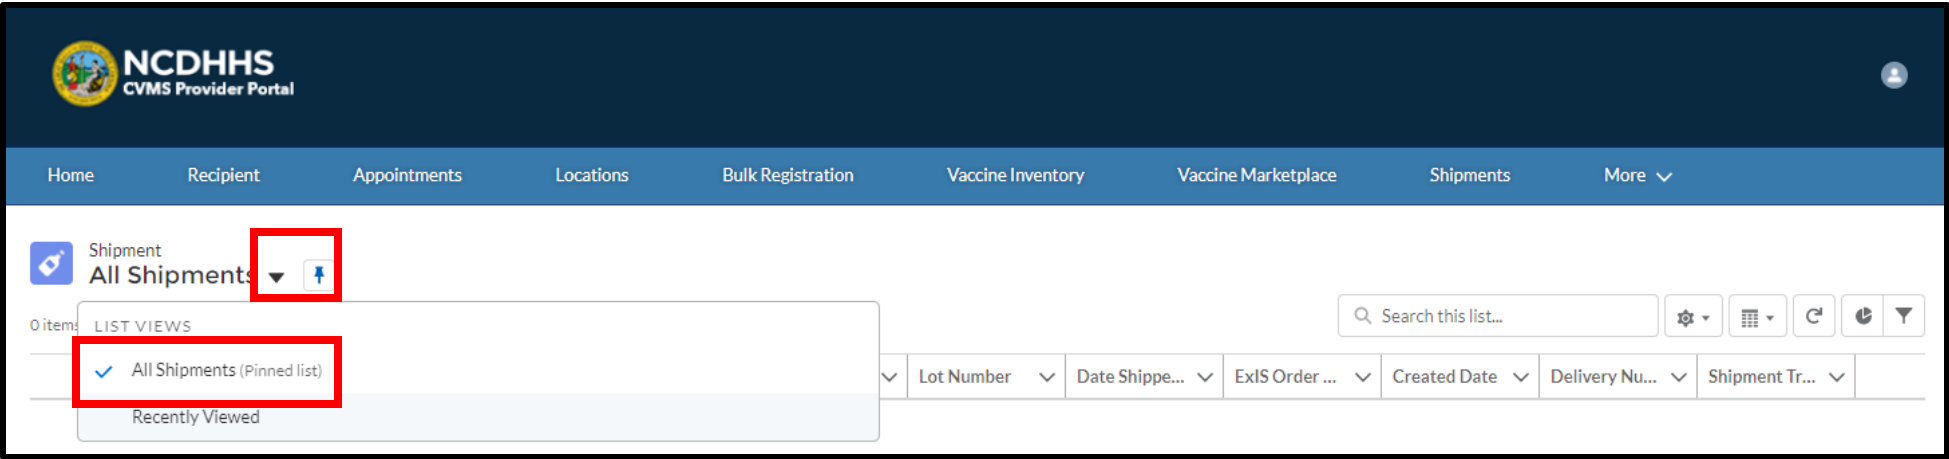 NCDHHS
CVMS Provider Portal
Home Recipient Appointments Locations Bulk Registration Vaccine Inventory Vaccine Marketplace Shipments More
Shipment
All Shipments
0 items
Search this list...
LIST VIEWS
All Shipments (Pinned list)
Recently Viewed
Lot Number Date Shippe... ExIS Order ... Created Date Delivery Nu... Shipment Tr...